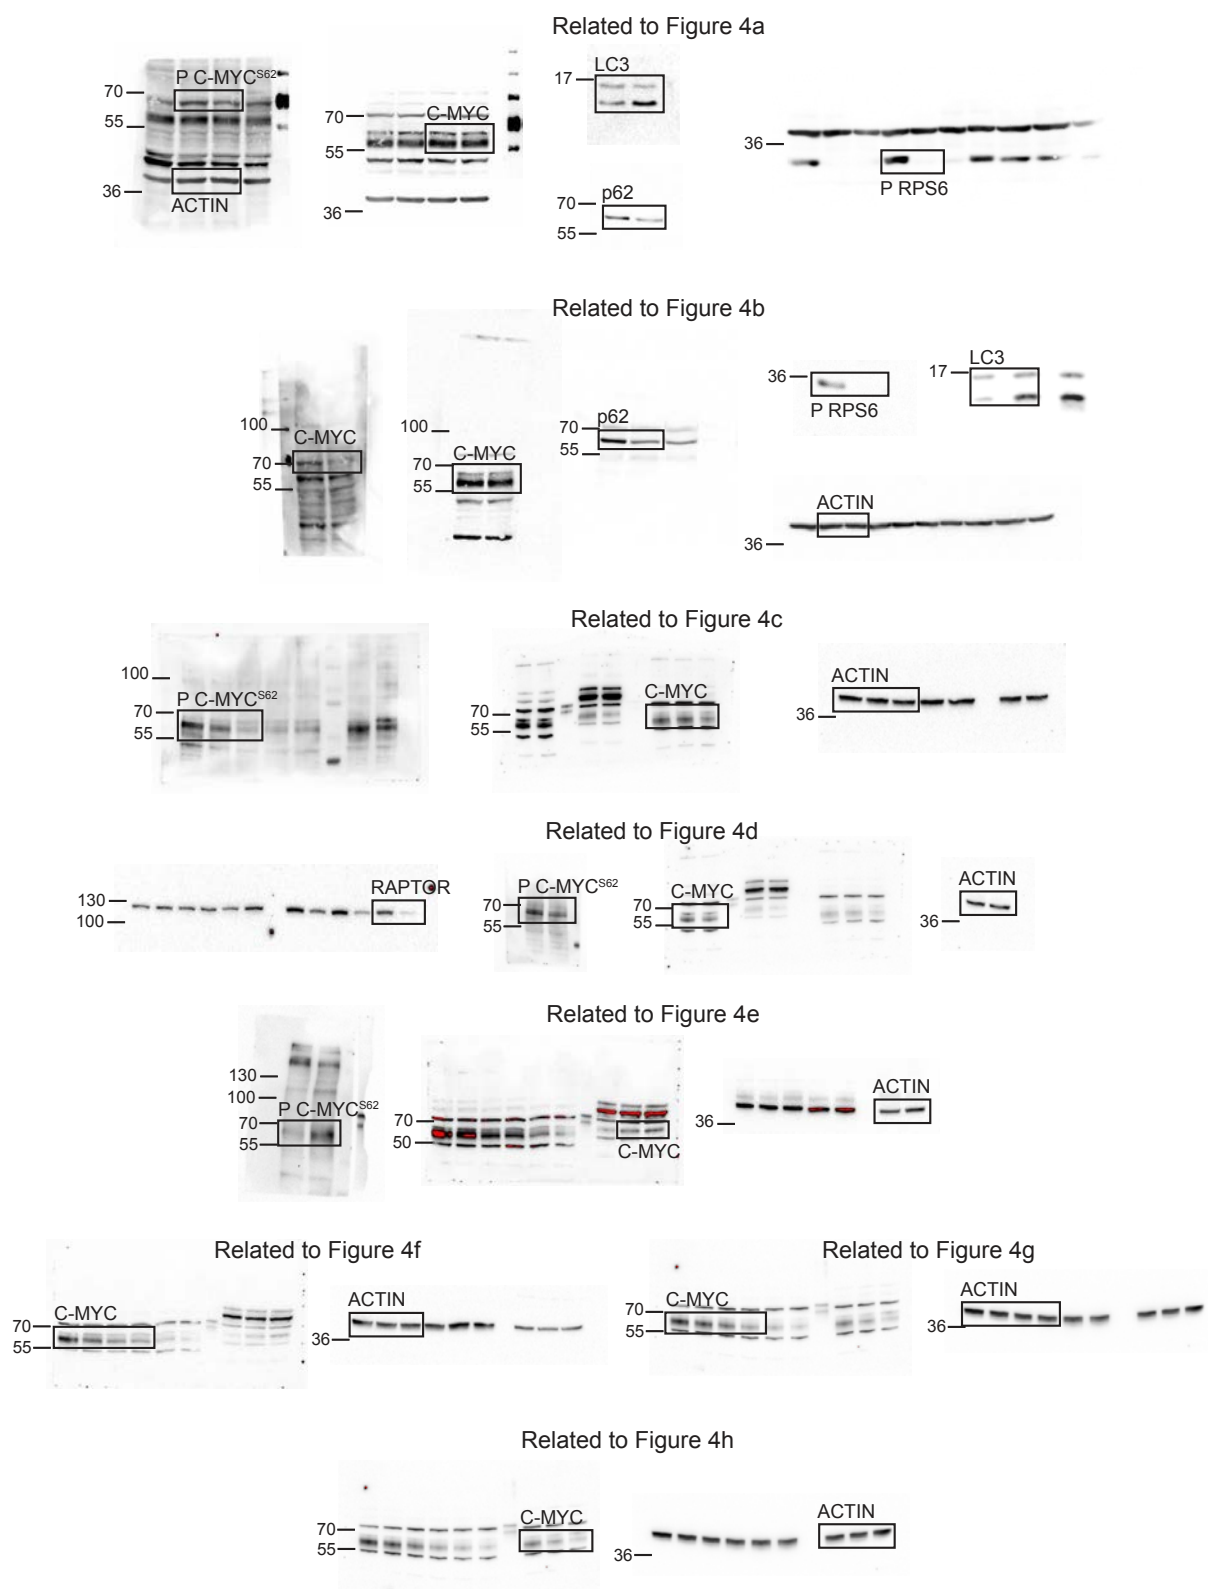 Related to Figure 4a
P C-MYC^S62
70
55
36
ACTIN
C-MYC
70
55
36
LC3
17
p62
70
55
36
P RPS6
Related to Figure 4b
100
C-MYC
70
55
100
C-MYC
70
55
p62
70
55
36
P RPS6
LC3
17
ACTIN
36
Related to Figure 4c
100
P C-MYC^S62
70
55
C-MYC
70
55
ACTIN
36
Related to Figure 4d
RAPTOR
130
100
P C-MYC^S62
70
55
C-MYC
70
55
ACTIN
36
Related to Figure 4e
130
100
P C-MYC^S62
70
55
70
50
C-MYC
36
ACTIN
Related to Figure 4f
C-MYC
70
55
ACTIN
36
Related to Figure 4g
C-MYC
70
55
ACTIN
36
Related to Figure 4h
C-MYC
70
55
ACTIN
36